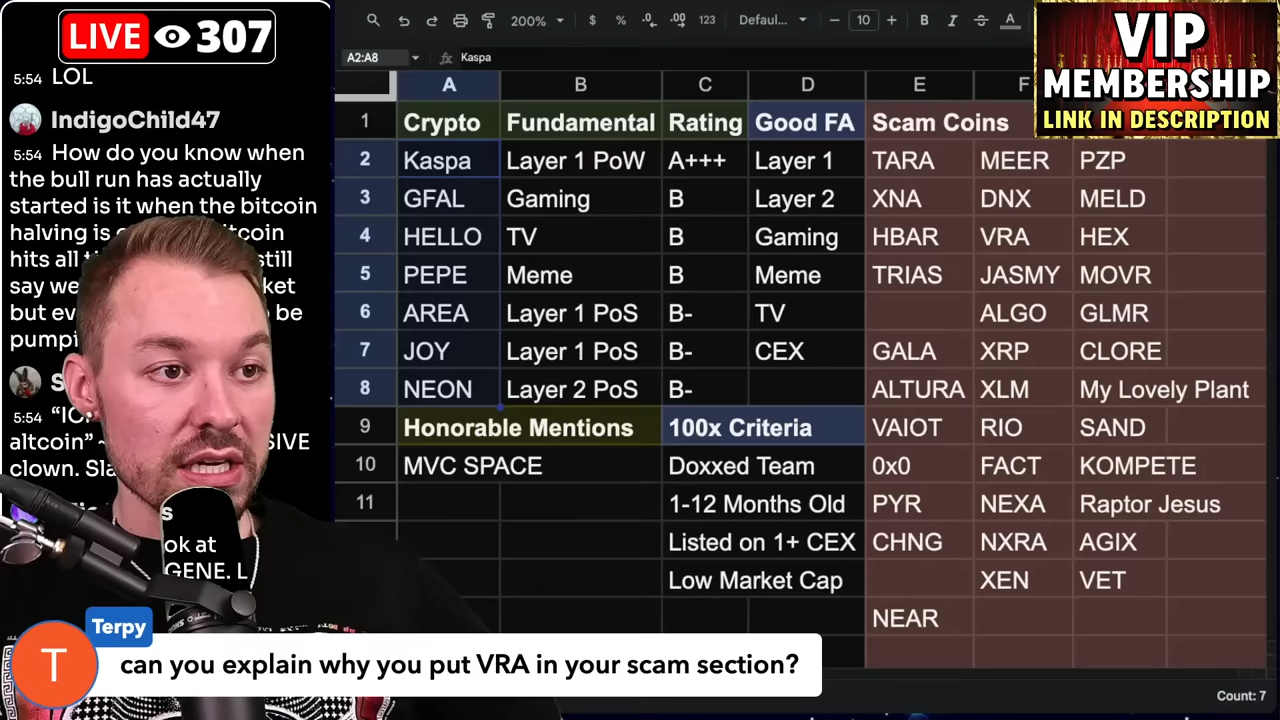 LIVE 307
5:54 LOL
IndigoChild47
5:54 How do you know when
the bull run has actually
started is it when the bitcoin
halving is
hits all
say we
but
pumpi
5:54
altcoin" ~
clown.
ok at
GENE. L
Terpy
T
can you explain why you put VRA in your scam section?
VIP
MEMBERSHIP
LINK IN DESCRIPTION
200% $ % .0 .00 123 Defaul... − 10 + B I S A
A2:A8 fx Kaspa
A B C D E F
1 Crypto Fundamental Rating Good FA Scam Coins
2 Kaspa Layer 1 PoW A+++ Layer 1 TARA MEER PZP
3 GFAL Gaming B Layer 2 XNA DNX MELD
4 HELLO TV B Gaming HBAR VRA HEX
5 PEPE Meme B Meme TRIAS JASMY MOVR
6 AREA Layer 1 PoS B- TV ALGO GLMR
7 JOY Layer 1 PoS B- CEX GALA XRP CLORE
8 NEON Layer 2 PoS B- ALTURA XLM My Lovely Plant
9 Honorable Mentions 100x Criteria VAIOT RIO SAND
10 MVC SPACE Doxxed Team 0x0 FACT KOMPETE
11 1-12 Months Old PYR NEXA Raptor Jesus
Listed on 1+ CEX CHNG NXRA AGIX
Low Market Cap XEN VET
NEAR
Count: 7